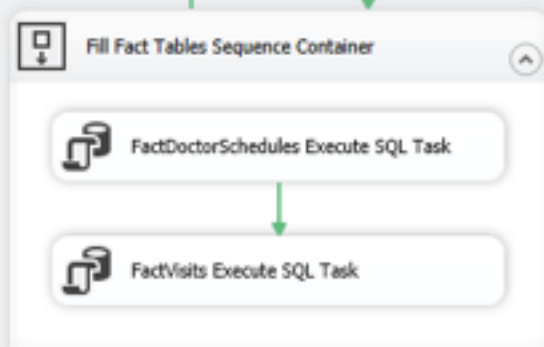 Fill Fact Tables Sequence Container
FactDoctorSchedules Execute SQL Task
FactVisits Execute SQL Task